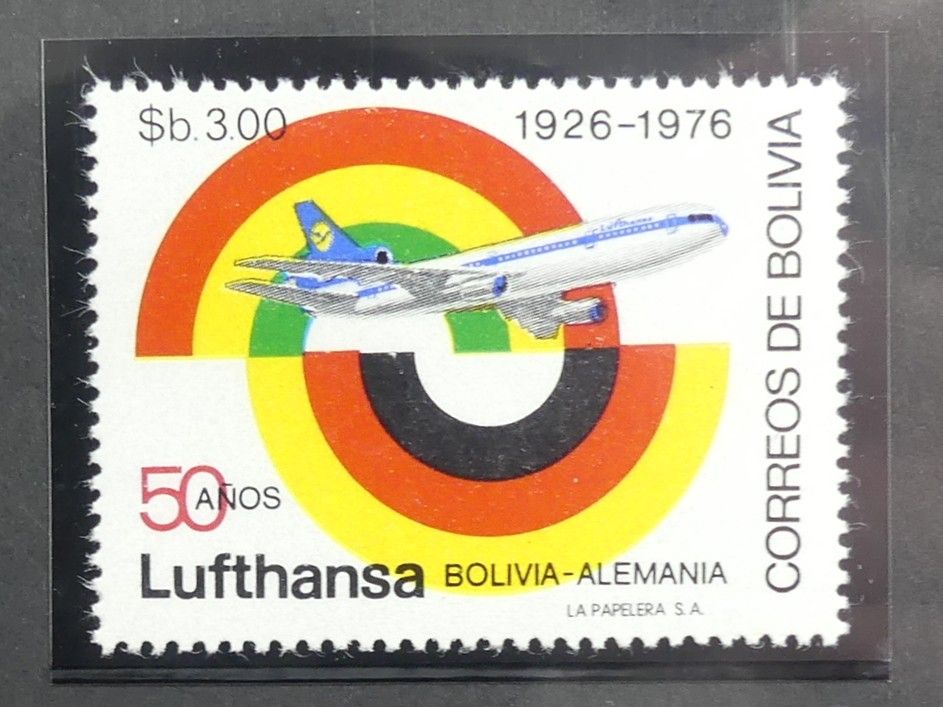 $b. 3.00
1926-1976
Lufthansa
CORREOS DE BOLIVIA
50 AÑOS
Lufthansa
BOLIVIA-ALEMANIA
LA PAPELERA S.A.